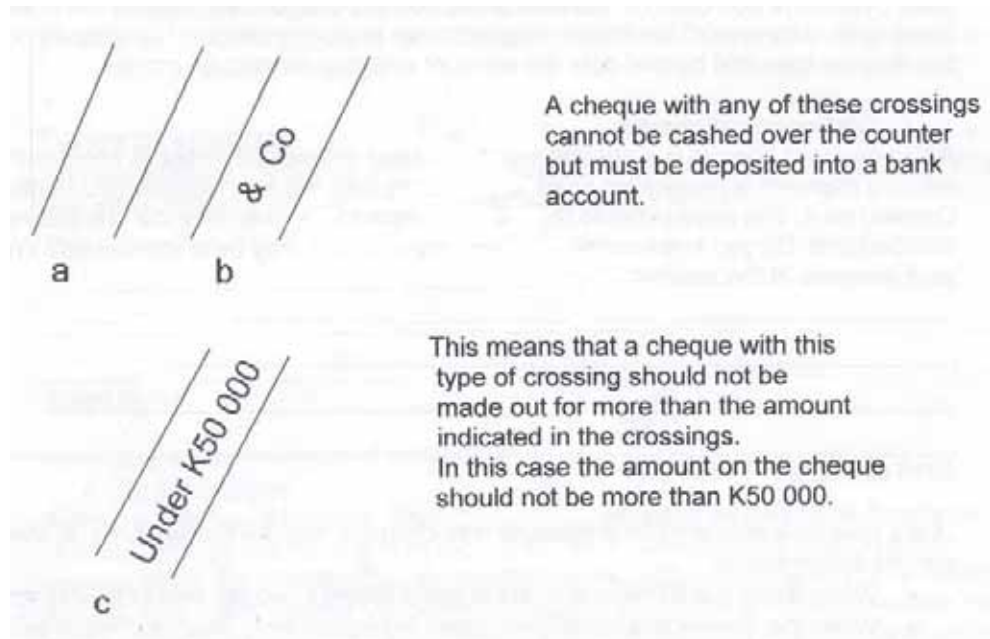 & Co
A cheque with any of these crossings
cannot be cashed over the counter
but must be deposited into a bank
account.
a
b
Under K50 000
This means that a cheque with this
type of crossing should not be
made out for more than the amount
indicated in the crossings.
In this case the amount on the cheque
should not be more than K50 000.
c